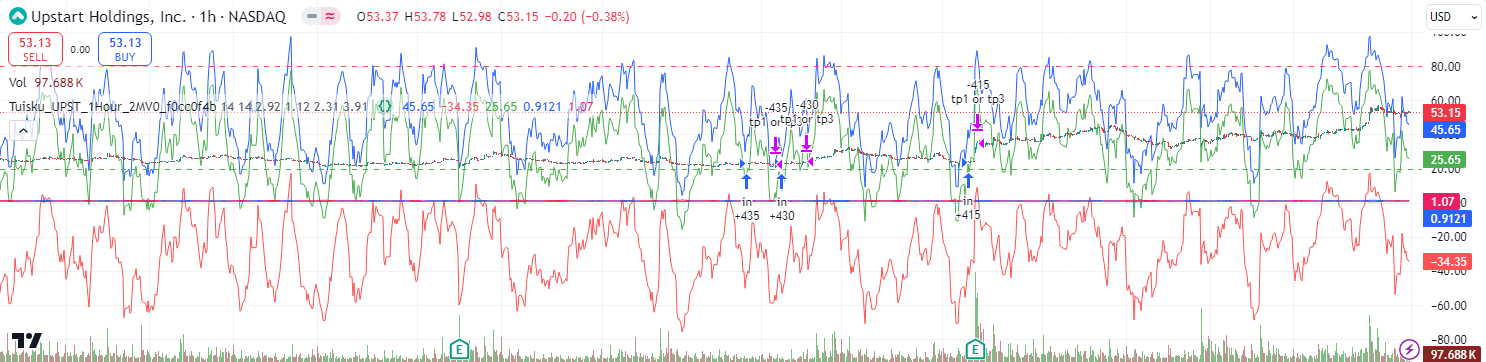 Upstart Holdings, Inc. · 1h · NASDAQ O53.37 H53.78 L52.98 C53.15 −0.20 (−0.38%)
USD
53.13 SELL
0.00
53.13 BUY
Vol 97.688 K
Tuisku_UPST_1Hour_2MV0_f0cc0f4b 14 14 2.92 1.12 2.31 3.91 45.65 −34.35 25.65 0.9121 1.07
-415
tp1 or tp3
-435
-430
in
+435
in
+430
in
+415
E
E
80.00
60.00
53.15
45.65
25.65
20.00
1.07
0.9121
−20.00
−34.35
−40.00
−60.00
−80.00
97.688 K